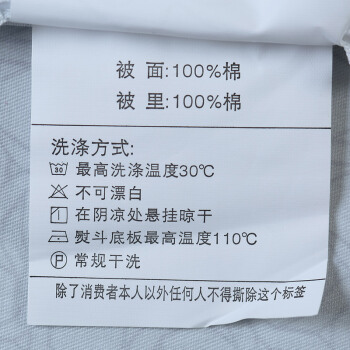 被 面:100%棉
被 里:100%棉
洗涤方式:
30 最高洗涤温度30℃
不可漂白
在阴凉处悬挂晾干
熨斗底板最高温度110℃
P 常规干洗
除了消费者本人以外任何人不得撕除这个标签